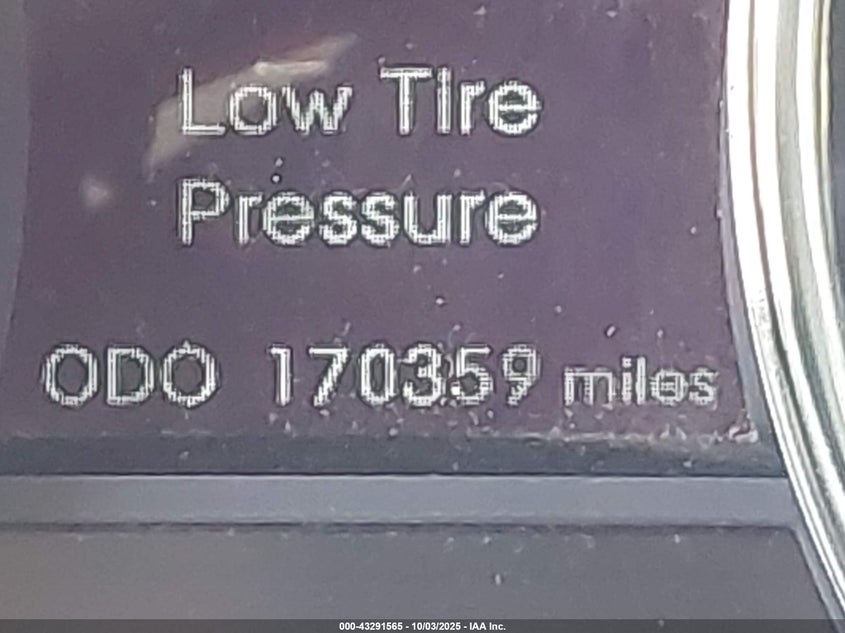 Low Tire
Pressure
ODO 170359 miles
000-43291565 - 10/03/2025 - IAA Inc.